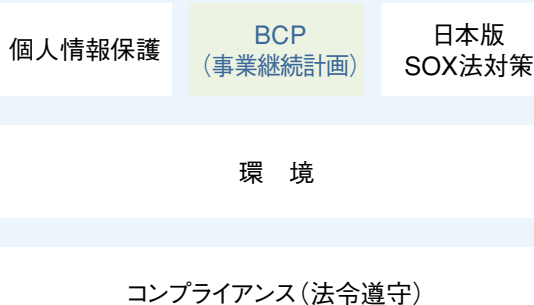 個人情報保護
BCP
（事業継続計画）
日本版
SOX法対策
環　境
コンプライアンス（法令遵守）